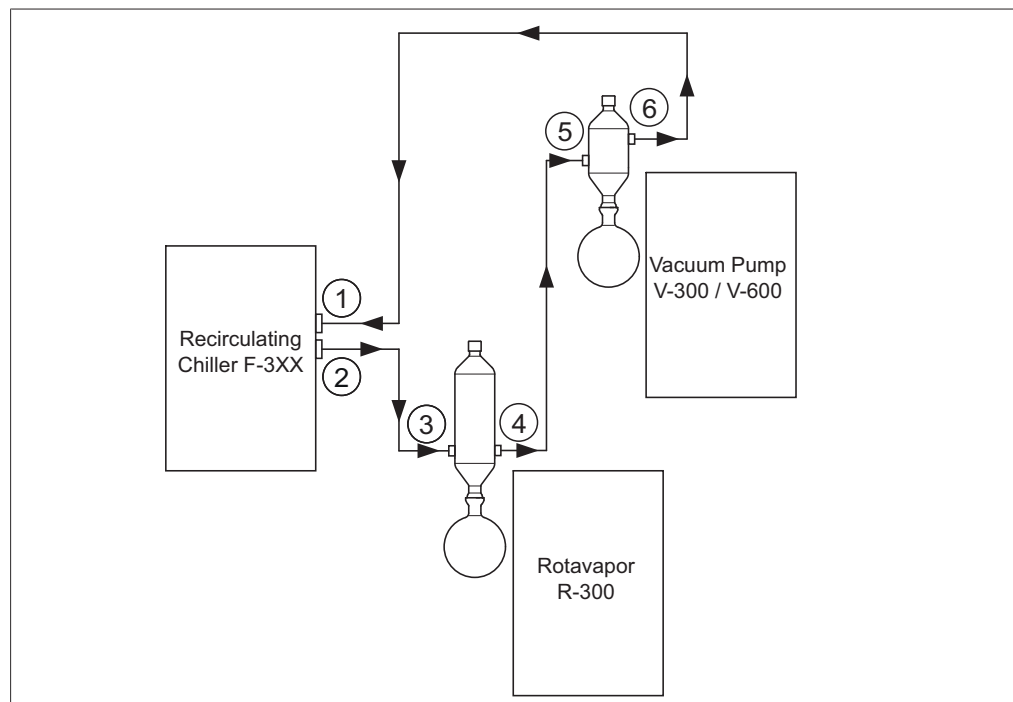 6
5
Vacuum Pump
V-300 / V-600
1
Recirculating
Chiller F-3XX
2
3
4
Rotavapor
R-300